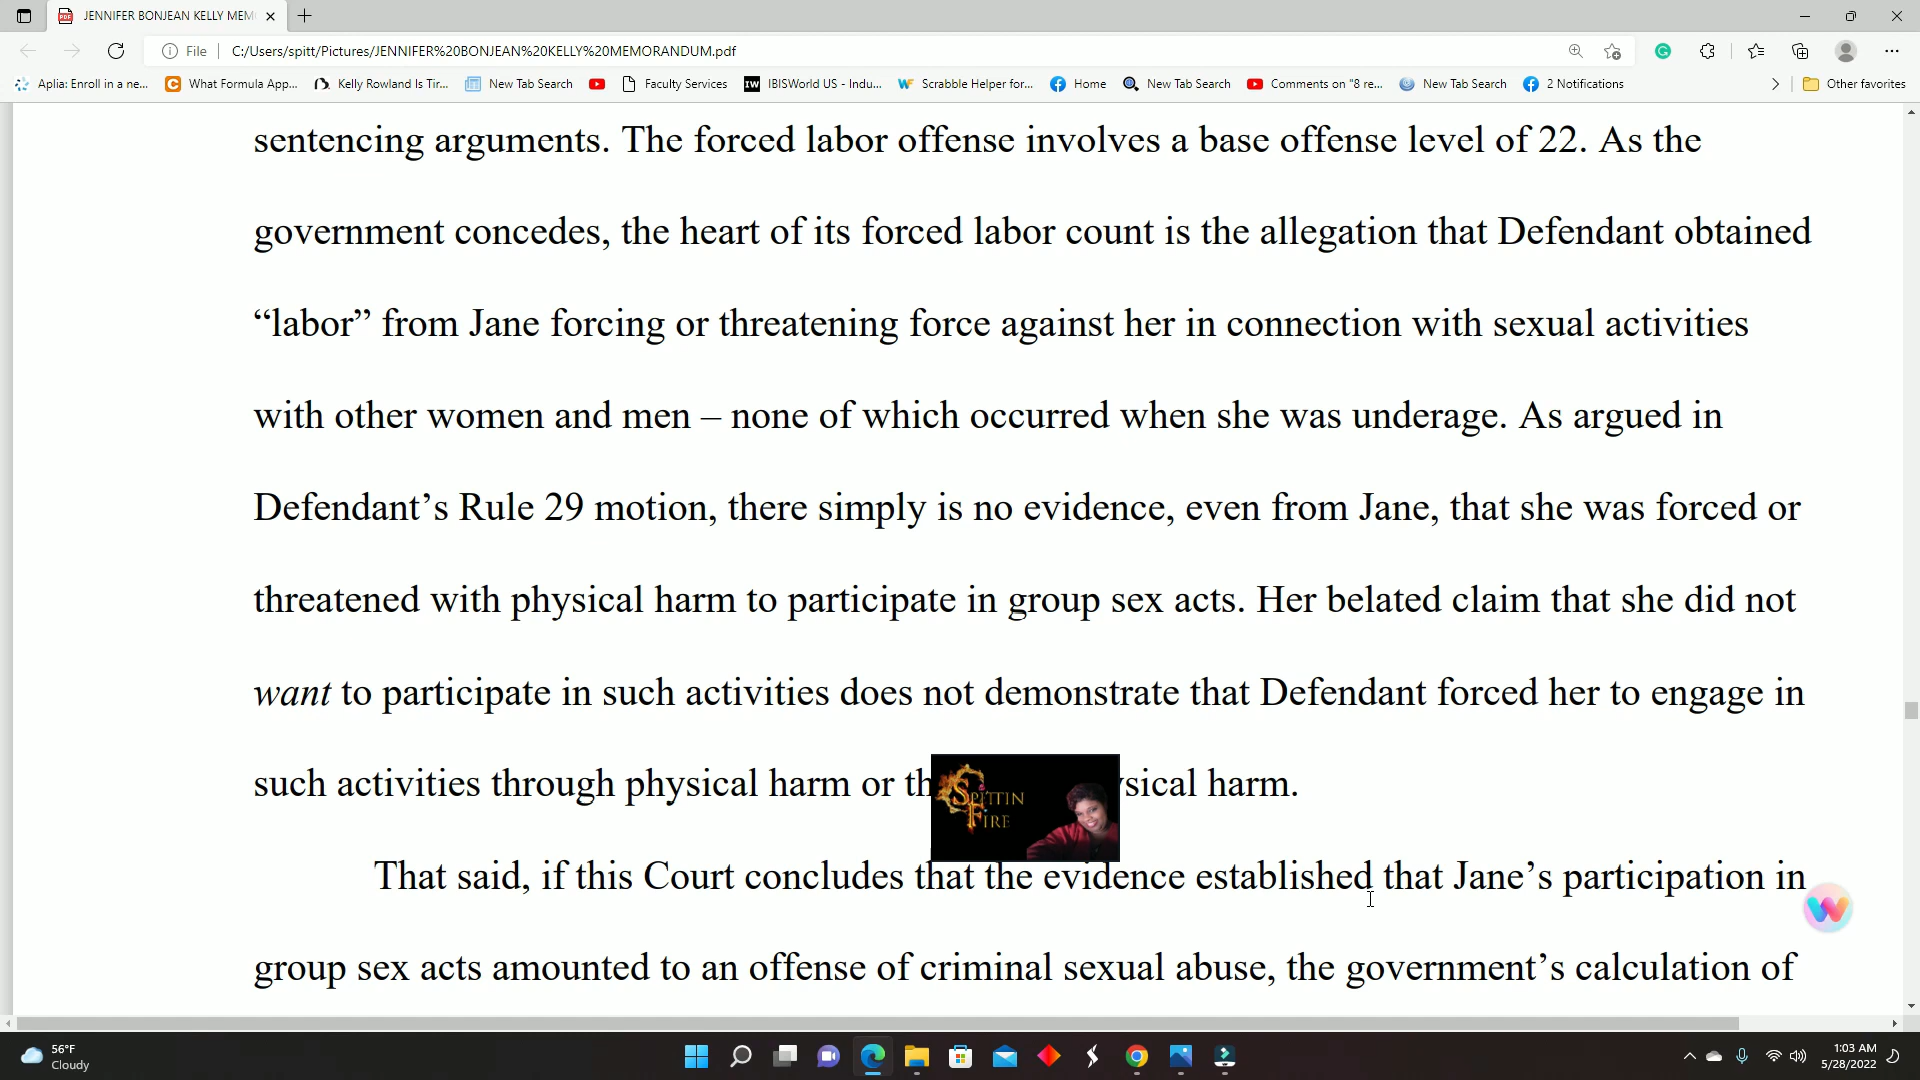 JENNIFER BONJEAN KELLY MEM
File
C:/Users/spitt/Pictures/JENNIFER%20BONJEAN%20KELLY%20MEMORANDUM.pdf
Aplia: Enroll in a ne...
What Formula App...
Kelly Rowland Is Tir...
New Tab Search
Faculty Services
IW
IBISWorld US - Indu...
WF
Scrabble Helper for...
Home
New Tab Search
Comments on "8 re...
New Tab Search
2 Notifications
Other favorites
sentencing arguments. The forced labor offense involves a base offense level of 22. As the
government concedes, the heart of its forced labor count is the allegation that Defendant obtained
“labor” from Jane forcing or threatening force against her in connection with sexual activities
with other women and men – none of which occurred when she was underage. As argued in
Defendant’s Rule 29 motion, there simply is no evidence, even from Jane, that she was forced or
threatened with physical harm to participate in group sex acts. Her belated claim that she did not
want to participate in such activities does not demonstrate that Defendant forced her to engage in
such activities through physical harm or th
sical harm.
SPITTIN
FIRE
That said, if this Court concludes that the evidence established that Jane’s participation in
group sex acts amounted to an offense of criminal sexual abuse, the government’s calculation of
56°F
Cloudy
1:03 AM
5/28/2022